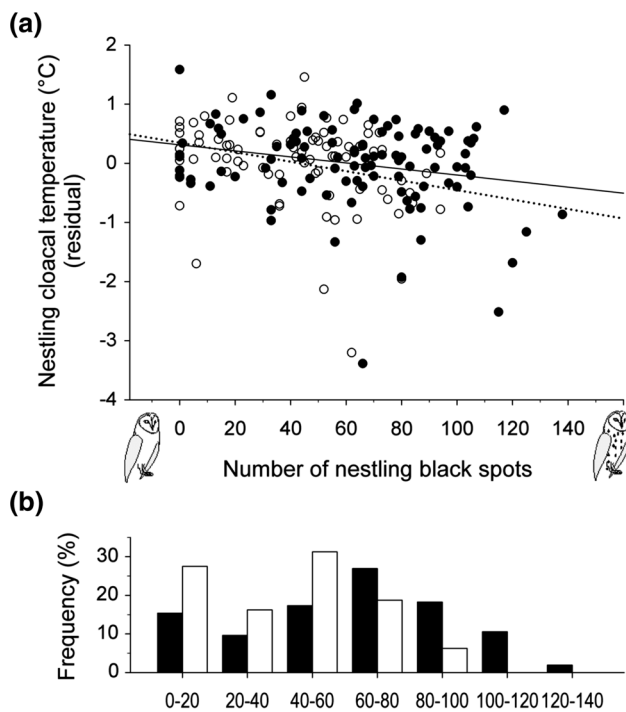 (a)
Nestling cloacal temperature (°C)
(residual)
2
1
0
-1
-2
-3
-4
0 20 40 60 80 100 120 140
Number of nestling black spots
(b)
Frequency (%)
30
20
10
0
0-20 20-40 40-60 60-80 80-100 100-120 120-140